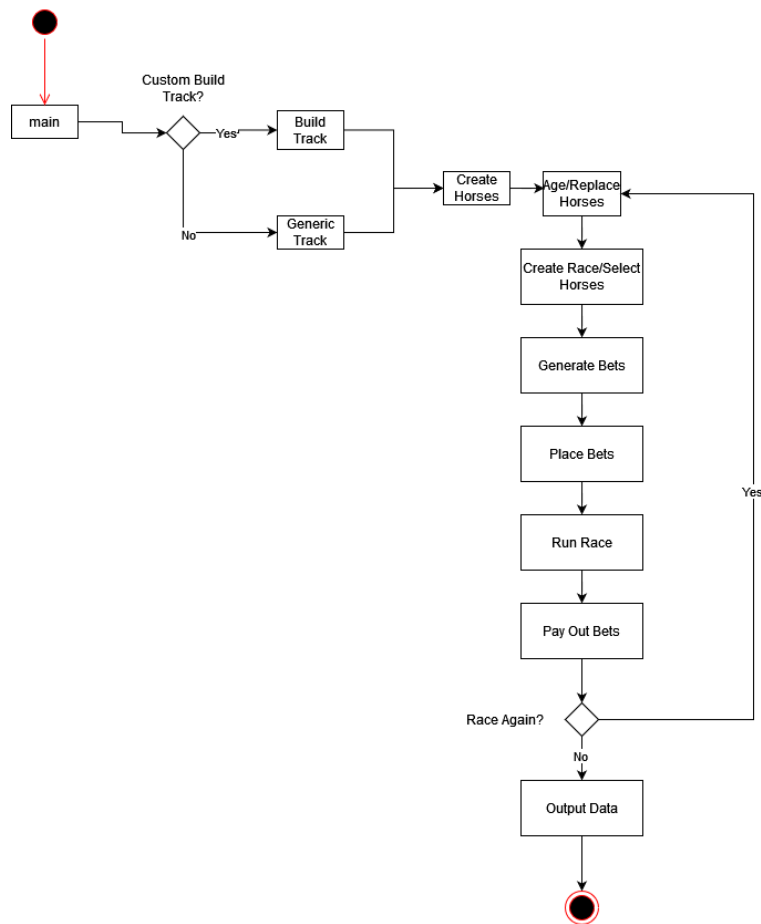 Custom Build
Track?
main
Yes
Build
Track
No
Generic
Track
Create
Horses
Age/Replace
Horses
Create Race/Select
Horses
Generate Bets
Place Bets
Yes
Run Race
Pay Out Bets
Race Again?
No
Output Data